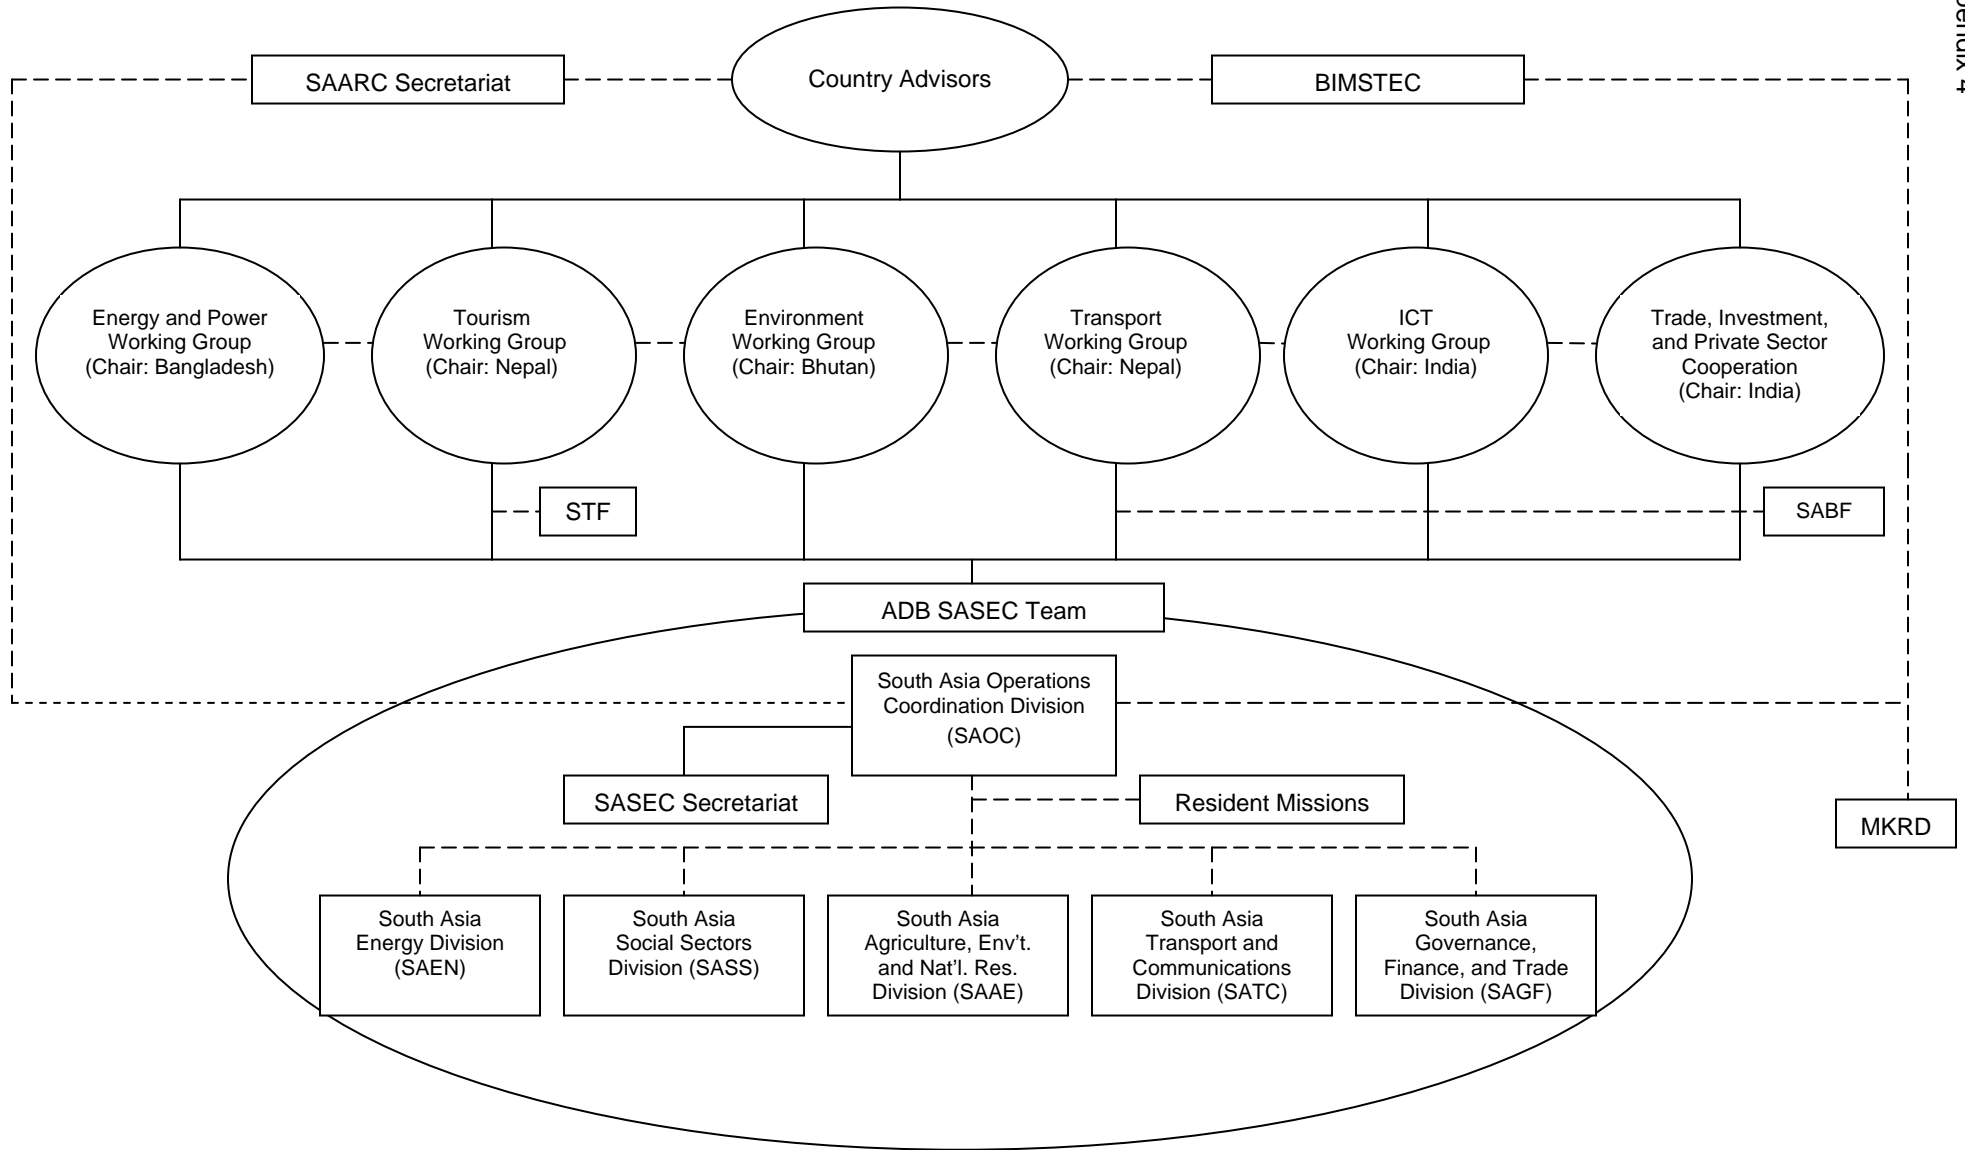 Country Advisors
SAARC Secretariat
BIMSTEC
Energy and Power
Working Group
(Chair: Bangladesh)
Tourism
Working Group
(Chair: Nepal)
Environment
Working Group
(Chair: Bhutan)
Transport
Working Group
(Chair: Nepal)
ICT
Working Group
(Chair: India)
Trade, Investment,
and Private Sector
Cooperation
(Chair: India)
STF
SABF
ADB SASEC Team
South Asia Operations
Coordination Division
(SAOC)
SASEC Secretariat
Resident Missions
MKRD
South Asia
Energy Division
(SAEN)
South Asia
Social Sectors
Division (SASS)
South Asia
Agriculture, Env’t.
and Nat’l. Res.
Division (SAAE)
South Asia
Transport and
Communications
Division (SATC)
South Asia
Governance,
Finance, and Trade
Division (SAGF)
4